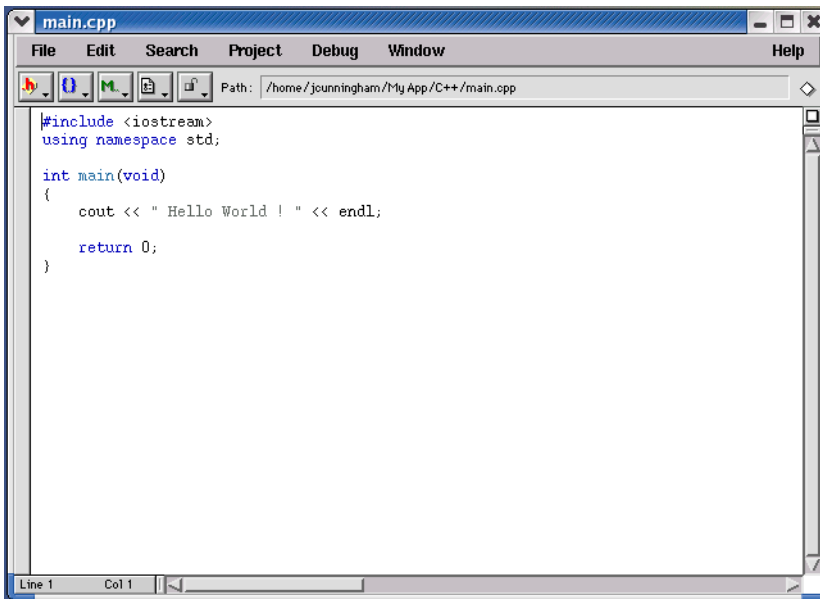 main.cpp
File Edit Search Project Debug Window Help
h {} M Path: /home/jcunningham/My App/C++/main.cpp
#include <iostream>
using namespace std;
int main(void)
{
cout << " Hello World ! " << endl;
return 0;
}
Line 1 Col 1